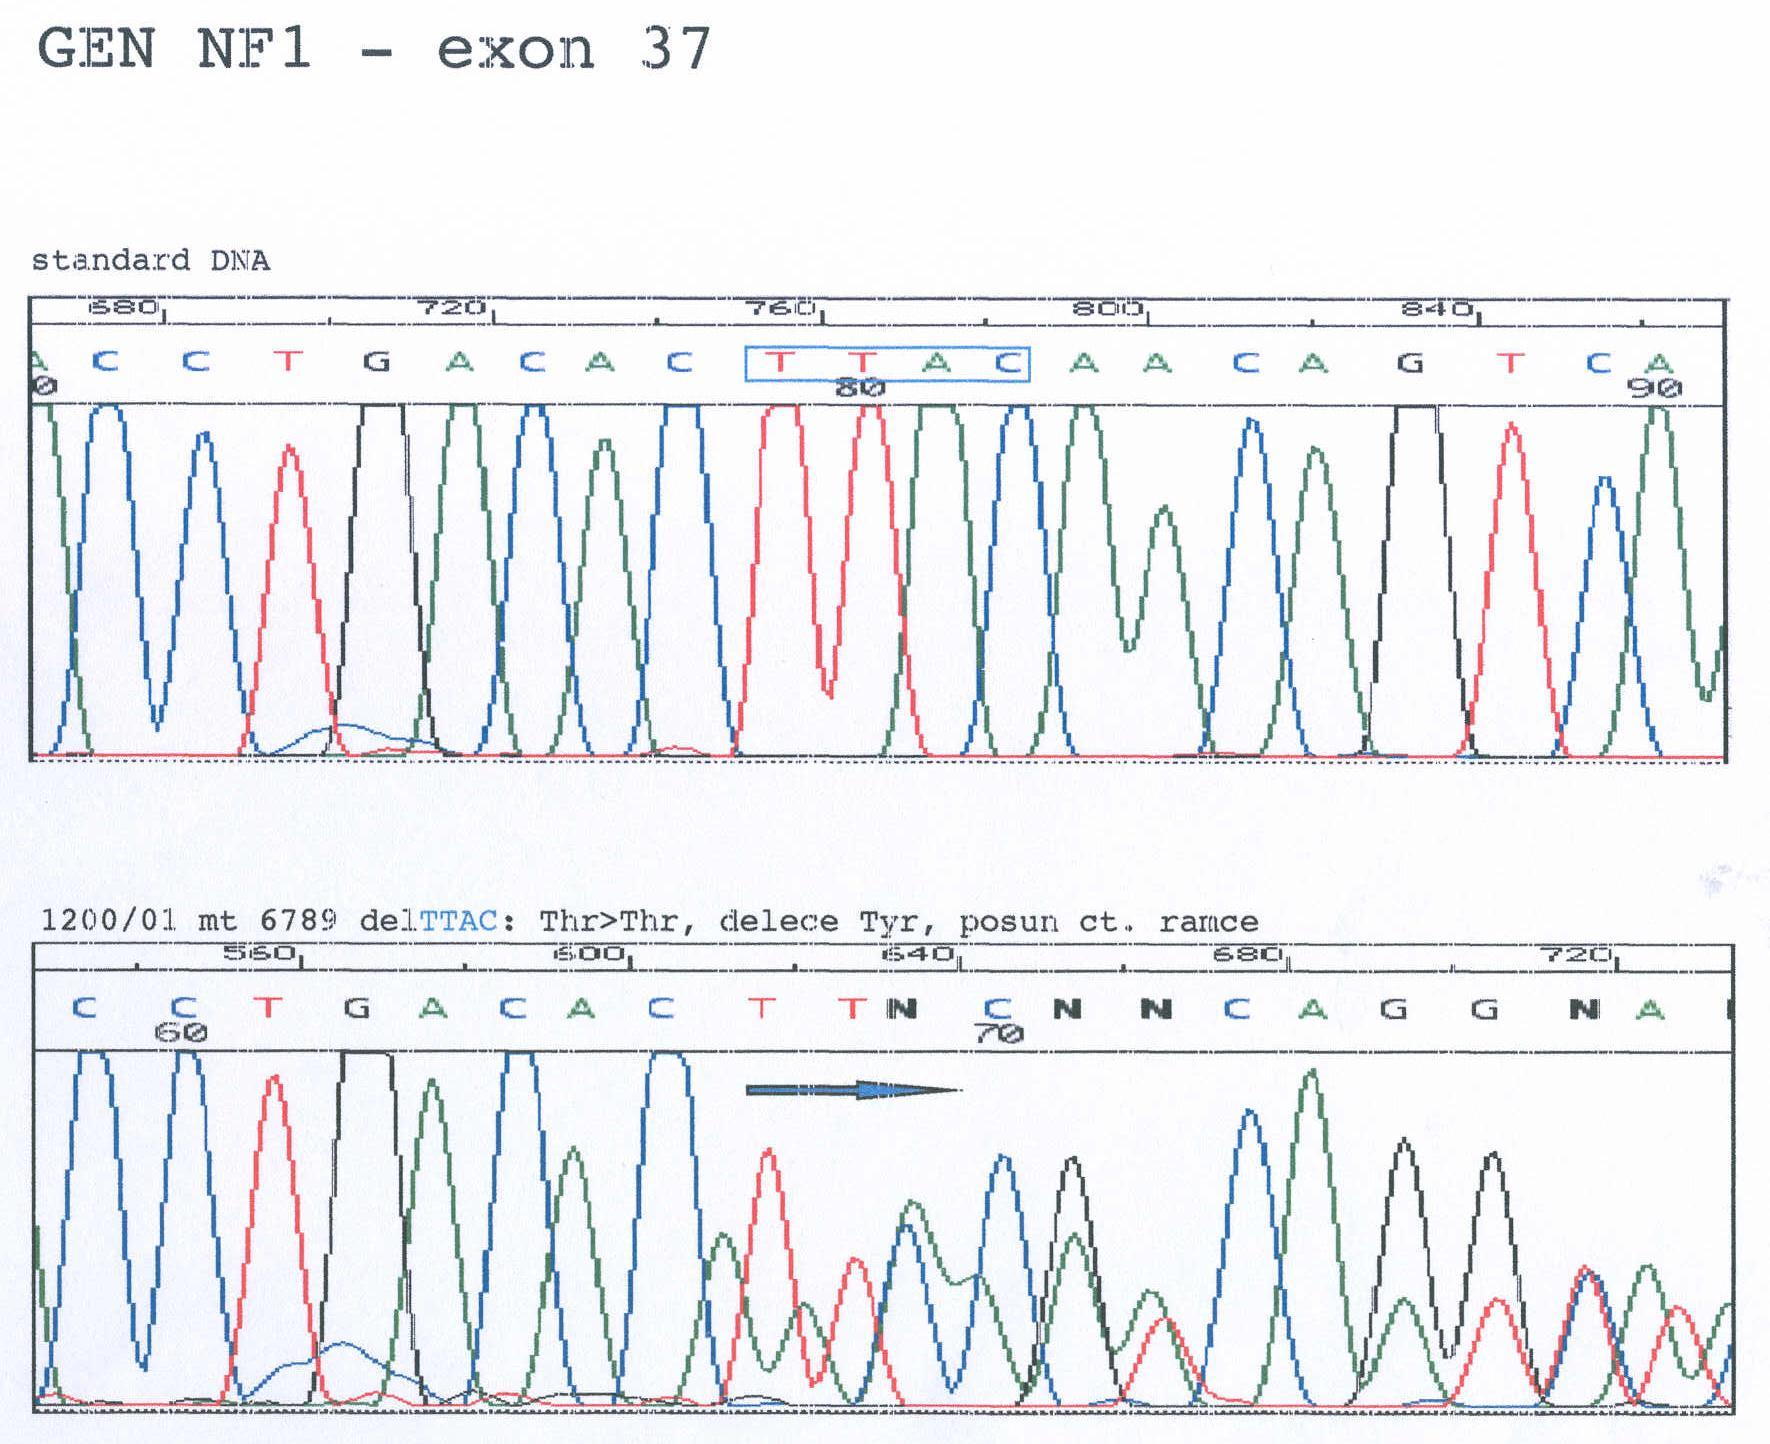 GEN NF1 - exon 37
standard DNA
680 720 760 800 840
A C C T G A C A C T T A C A A C A G T C A
0 80 90
1200/01 mt 6789 delTTAC: Thr>Thr, delece Tyr, posun ct. ramce
560 600 640 680 720
C C T G A C A C T T N C N N C A G G N A
60 70